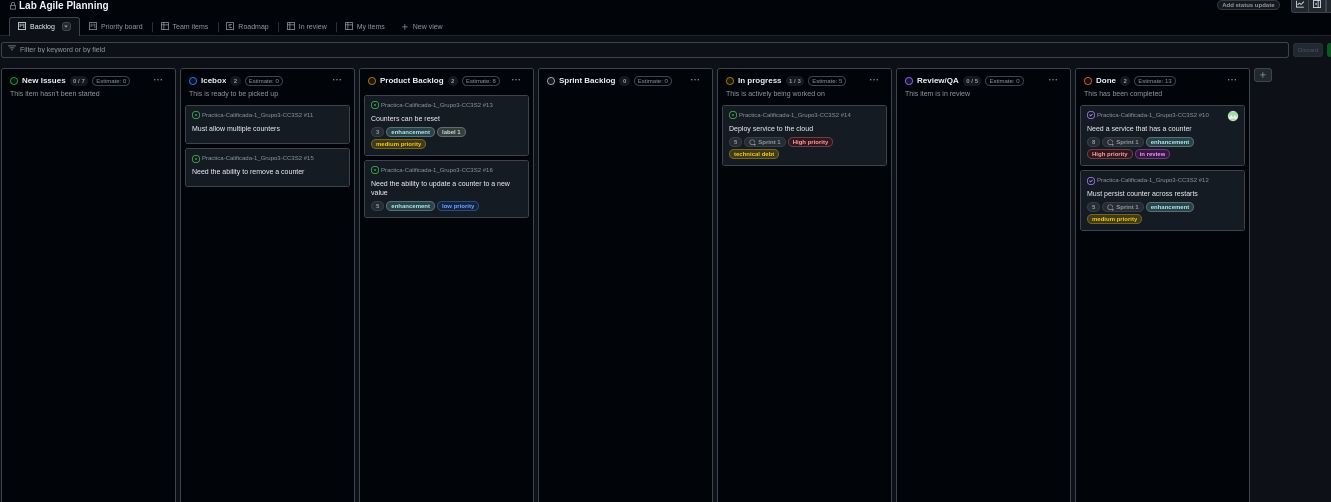 Lab Agile Planning
Add status update
Backlog
Priority board
Team items
Roadmap
In review
My items
New view
Filter by keyword or by field
Discard
New Issues 0 / 7 Estimate: 0
This item hasn't been started
Icebox 2 Estimate: 0
This is ready to be picked up
Practica-Calificada-1_Grupo3-CC3S2 #11
Must allow multiple counters
Practica-Calificada-1_Grupo3-CC3S2 #15
Need the ability to remove a counter
Product Backlog 2 Estimate: 8
Practica-Calificada-1_Grupo3-CC3S2 #13
Counters can be reset
3 enhancement label 1
medium priority
Practica-Calificada-1_Grupo3-CC3S2 #16
Need the ability to update a counter to a new
value
5 enhancement low priority
Sprint Backlog 0 Estimate: 0
In progress 1 / 3 Estimate: 5
This is actively being worked on
Practica-Calificada-1_Grupo3-CC3S2 #14
Deploy service to the cloud
5 Sprint 1 High priority
technical debt
Review/QA 0 / 5 Estimate: 0
This item is in review
Done 2 Estimate: 13
This has been completed
Practica-Calificada-1_Grupo3-CC3S2 #10
Need a service that has a counter
8 Sprint 1 enhancement
High priority in review
Practica-Calificada-1_Grupo3-CC3S2 #12
Must persist counter across restarts
5 Sprint 1 enhancement
medium priority